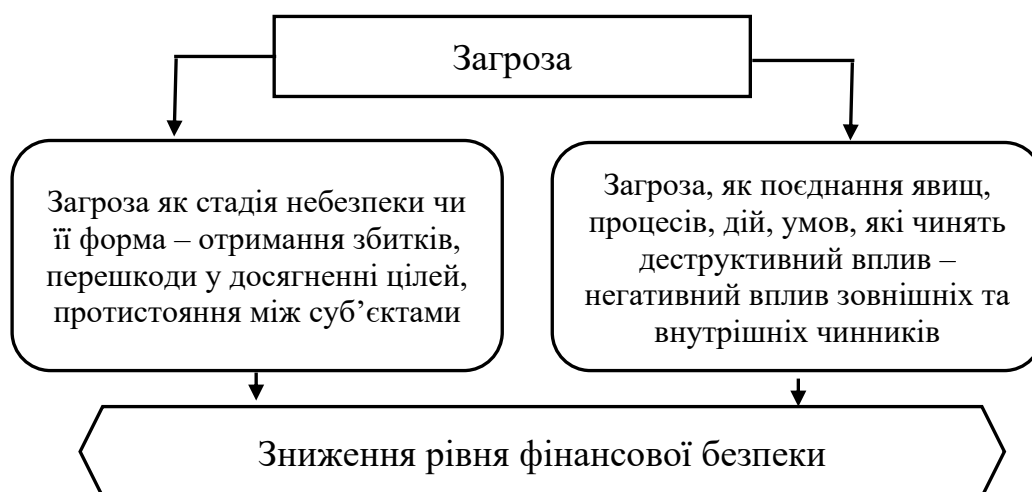 Загроза
Загроза як стадія небезпеки чи
її форма – отримання збитків,
перешкоди у досягненні цілей,
протистояння між суб’єктами
Загроза, як поєднання явищ,
процесів, дій, умов, які чинять
деструктивний вплив –
негативний вплив зовнішніх та
внутрішніх чинників
Зниження рівня фінансової безпеки